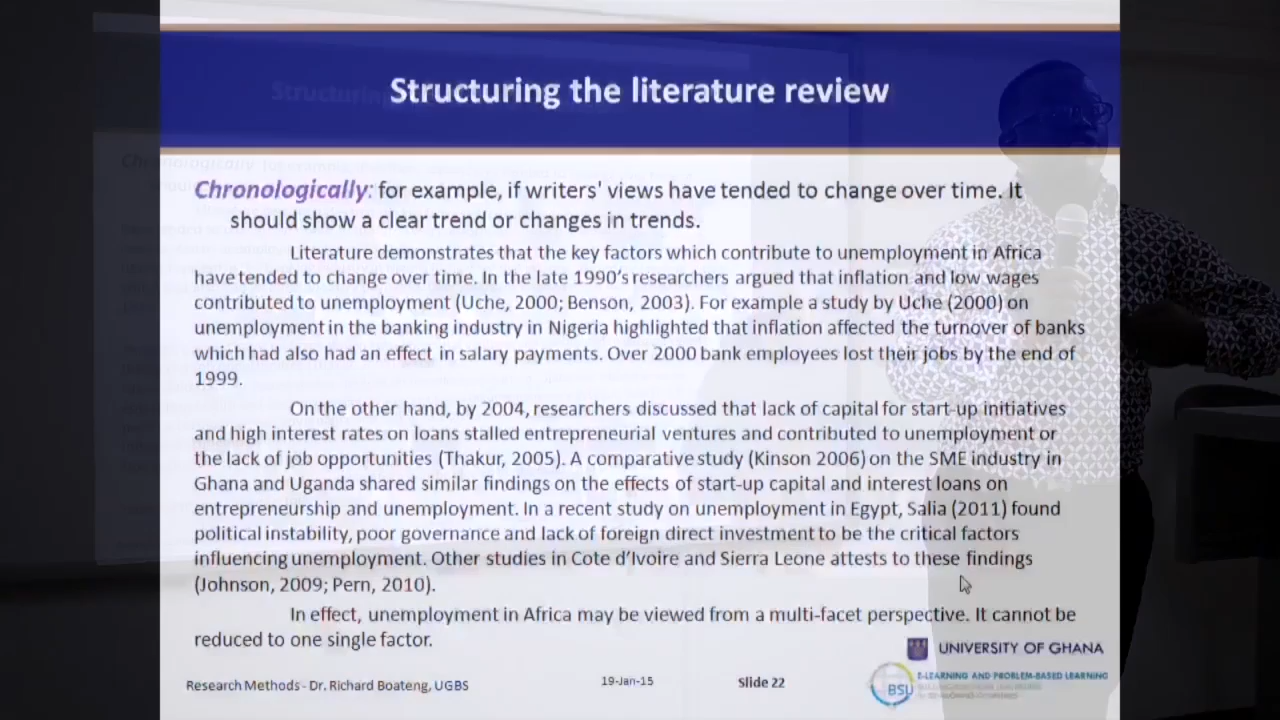 Structuring the literature review
Chronologically: for example, if writers' views have tended to change over time. It
should show a clear trend or changes in trends.
Literature demonstrates that the key factors which contribute to unemployment in Africa
have tended to change over time. In the late 1990's researchers argued that inflation and low wages
contributed to unemployment (Uche, 2000; Benson, 2003). For example a study by Uche (2000) on
unemployment in the banking industry in Nigeria highlighted that inflation affected the turnover of banks
which had also had an effect in salary payments. Over 2000 bank employees lost their jobs by the end of
1999.
On the other hand, by 2004, researchers discussed that lack of capital for start-up initiatives
and high interest rates on loans stalled entrepreneurial ventures and contributed to unemployment or
the lack of job opportunities (Thakur, 2005). A comparative study (Kinson 2006) on the SME industry in
Ghana and Uganda shared similar findings on the effects of start-up capital and interest loans on
entrepreneurship and unemployment. In a recent study on unemployment in Egypt, Salia (2011) found
political instability, poor governance and lack of foreign direct investment to be the critical factors
influencing unemployment. Other studies in Cote d'Ivoire and Sierra Leone attests to these findings
(Johnson, 2009; Pern, 2010).
In effect, unemployment in Africa may be viewed from a multi-facet perspective. It cannot be
reduced to one single factor.
UNIVERSITY OF GHANA
Research Methods - Dr. Richard Boateng, UGBS
19-Jan-15
Slide 22
BSU
E-LEARNING AND PROBLEM-BASED LEARNING